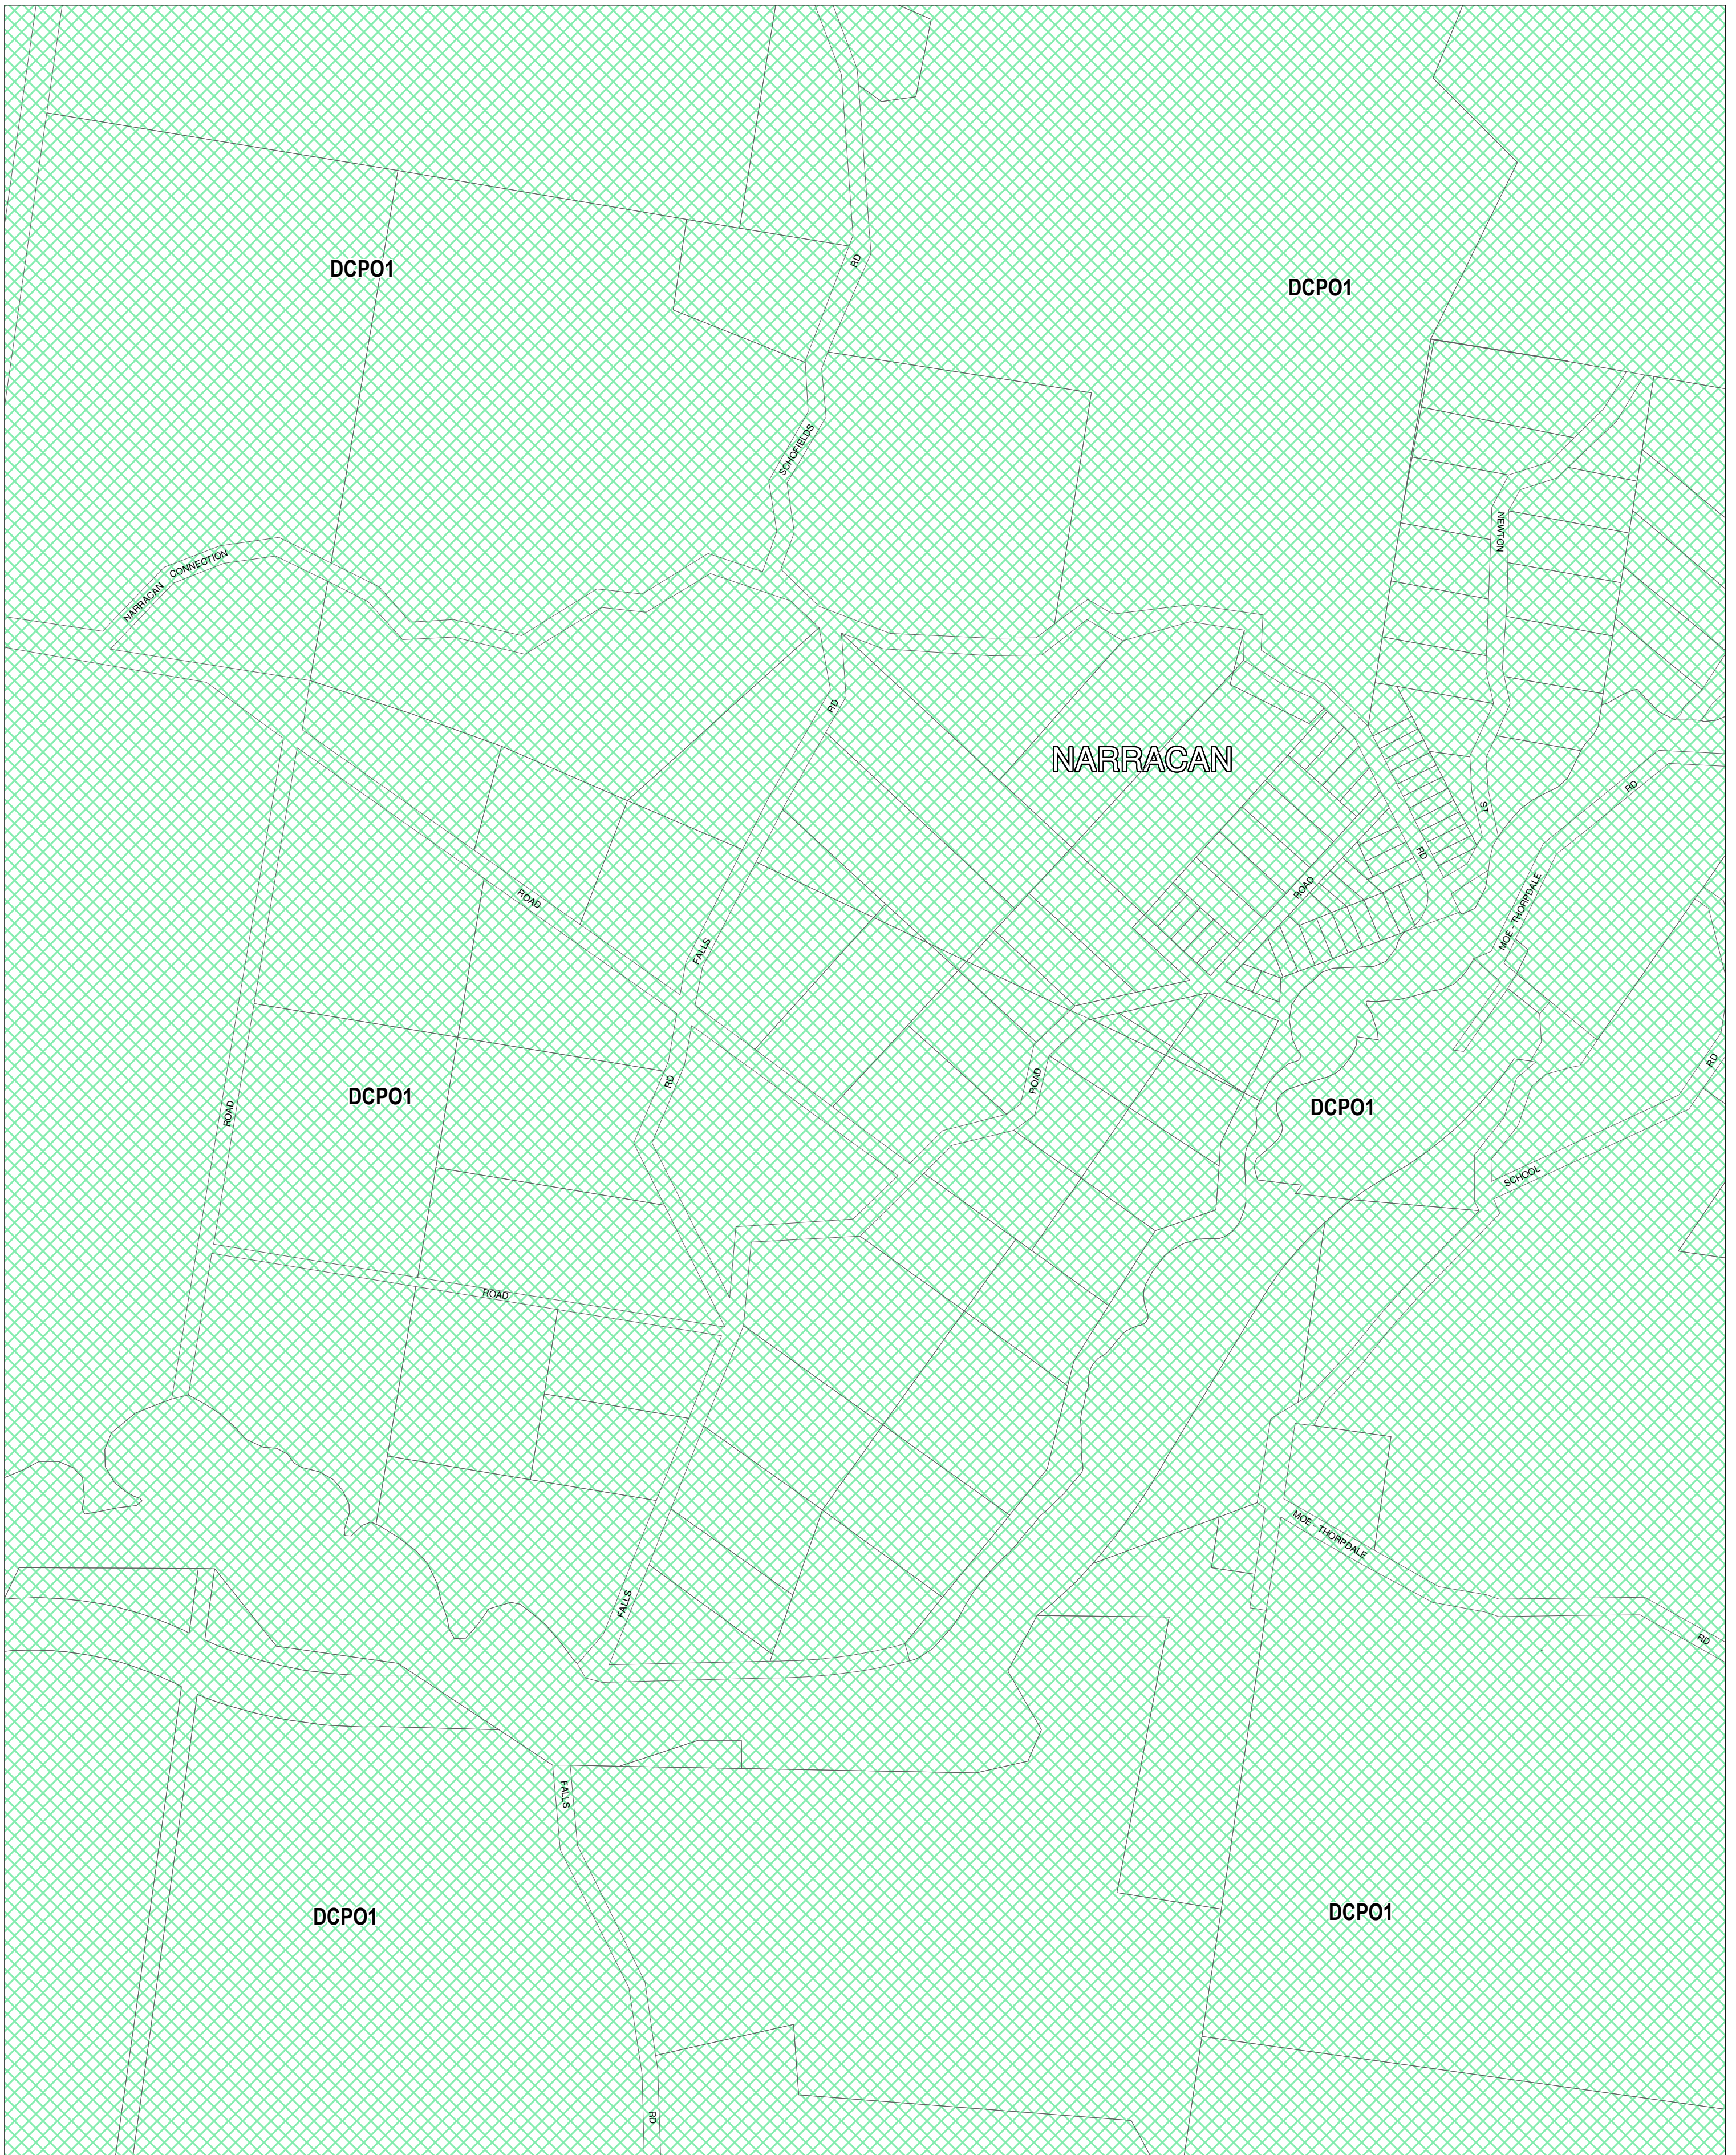 RD
DCPO1
DCPO1
SCHOFIELDS
NEWTON
CONNECTION
NARRACAN
RD
NARRACAN
RD
ST
RD
ROAD
ROAD
MOE - THORPDALE
FALLS
RD
ROAD
RD
DCPO1
DCPO1
ROAD
SCHOOL
ROAD
MOE - THORPDALE
FALLS
RD
FALLS
DCPO1
DCPO1
RD